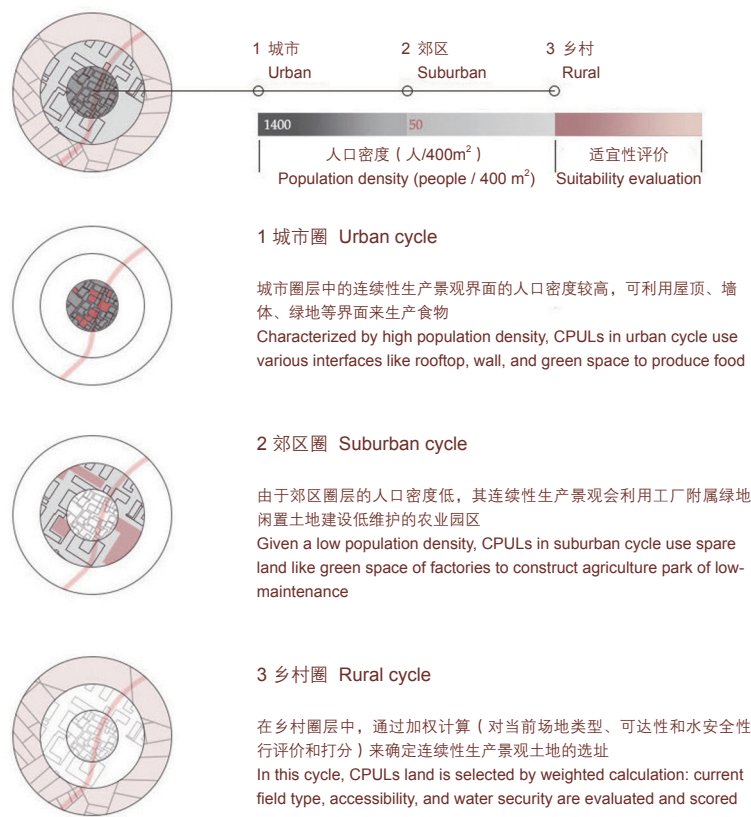 1 城市
Urban
2 郊区
Suburban
3 乡村
Rural
1400
50
人口密度（人/400m²）
Population density (people / 400 m²)
适宜性评价
Suitability evaluation
1 城市圈 Urban cycle
城市圈层中的连续性生产景观界面的人口密度较高，可利用屋顶、墙
体、绿地等界面来生产食物
Characterized by high population density, CPULs in urban cycle use
various interfaces like rooftop, wall, and green space to produce food
2 郊区圈 Suburban cycle
由于郊区圈层的人口密度低，其连续性生产景观会利用工厂附属绿地
闲置土地建设低维护的农业园区
Given a low population density, CPULs in suburban cycle use spare
land like green space of factories to construct agriculture park of low-
maintenance
3 乡村圈 Rural cycle
在乡村圈层中，通过加权计算（对当前场地类型、可达性和水安全性
行评价和打分）来确定连续性生产景观土地的选址
In this cycle, CPULs land is selected by weighted calculation: current
field type, accessibility, and water security are evaluated and scored